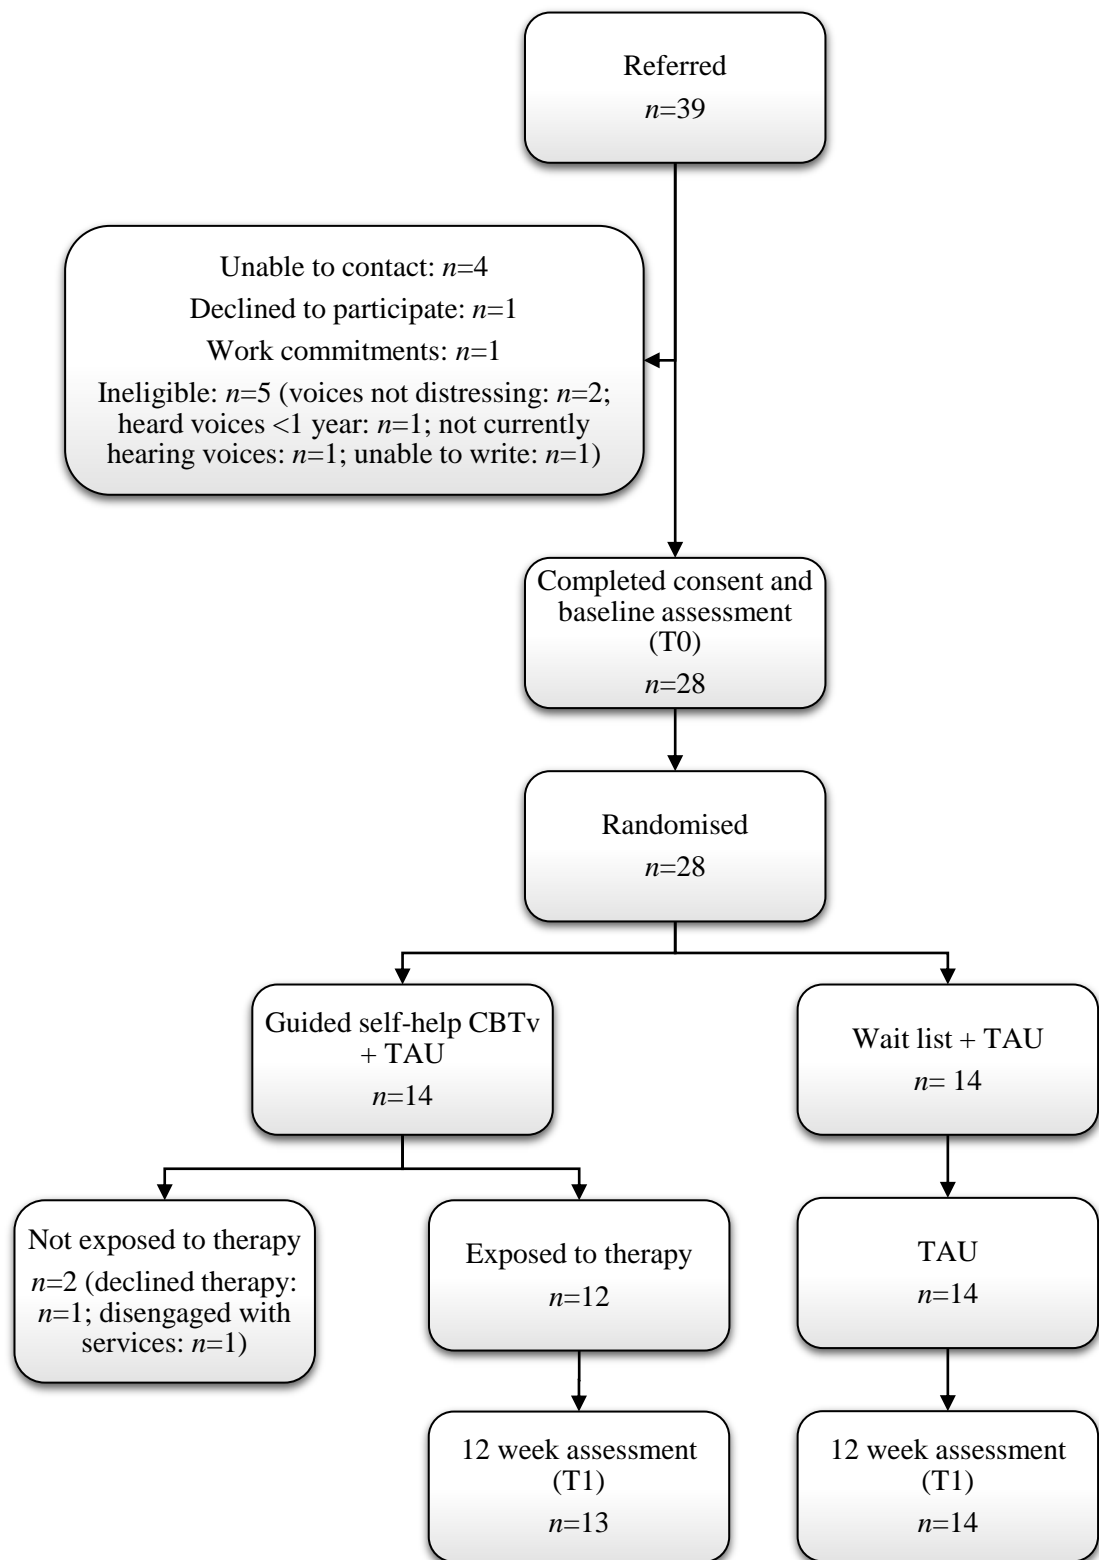 Referred
n=39
Unable to contact: n=4
Declined to participate: n=1
Work commitments: n=1
Ineligible: n=5 (voices not distressing: n=2;
heard voices <1 year: n=1; not currently
hearing voices: n=1; unable to write: n=1)
Completed consent and
baseline assessment
(T0)
n=28
Randomised
n=28
Guided self-help CBTv
+ TAU
n=14
Wait list + TAU
n= 14
Not exposed to therapy
n=2 (declined therapy:
n=1; disengaged with
services: n=1)
Exposed to therapy
n=12
TAU
n=14
12 week assessment
(T1)
n=13
12 week assessment
(T1)
n=14